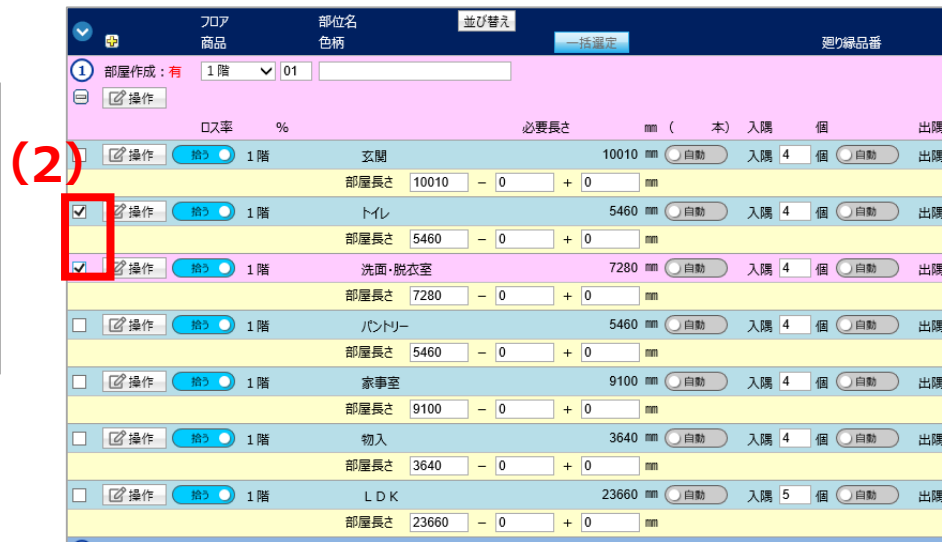 フロア 部位名 並び替え
商品 色柄 一括選定 廻り縁品番
1 部屋作成：有 1階 01
操作
ロス率 % 必要長さ mm ( 本) 入隅 個 出隅
(2)
操作 拾う 1階 玄関 10010 mm 自動 入隅 4 個 自動 出隅
部屋長さ 10010 − 0 + 0 mm
操作 拾う 1階 トイレ 5460 mm 自動 入隅 4 個 自動 出隅
部屋長さ 5460 − 0 + 0 mm
操作 拾う 1階 洗面・脱衣室 7280 mm 自動 入隅 4 個 自動 出隅
部屋長さ 7280 − 0 + 0 mm
操作 拾う 1階 パントリー 5460 mm 自動 入隅 4 個 自動 出隅
部屋長さ 5460 − 0 + 0 mm
操作 拾う 1階 家事室 9100 mm 自動 入隅 4 個 自動 出隅
部屋長さ 9100 − 0 + 0 mm
操作 拾う 1階 物入 3640 mm 自動 入隅 4 個 自動 出隅
部屋長さ 3640 − 0 + 0 mm
操作 拾う 1階 ＬＤＫ 23660 mm 自動 入隅 5 個 自動 出隅
部屋長さ 23660 − 0 + 0 mm